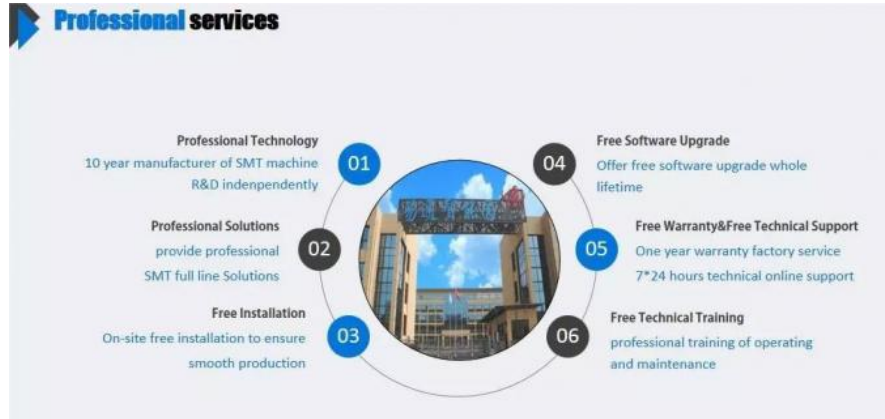 Professional services
Professional Technology
10 year manufacturer of SMT machine
R&D indenpendently
01
Professional Solutions
provide professional
SMT full line Solutions
02
Free Installation
On-site free installation to ensure
smooth production
03
04
Free Software Upgrade
Offer free software upgrade whole
lifetime
05
Free Warranty&Free Technical Support
One year warranty factory service
7*24 hours technical online support
06
Free Technical Training
professional training of operating
and maintenance